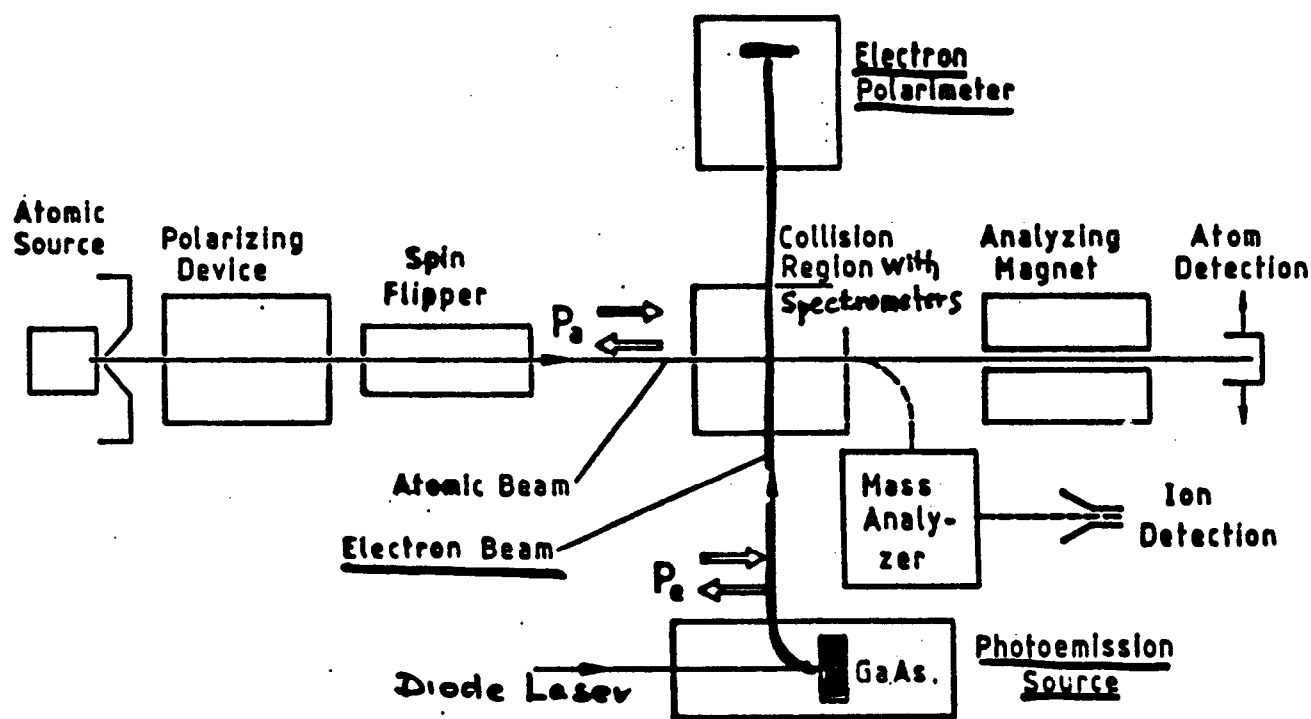 Electron
Polarimeter
Atomic
Source
Polarizing
Device
Spin
Flipper
Pa
Collision
Region with
Spectrometers
Analyzing
Magnet
Atom
Detection
Atomic Beam
Electron Beam
Mass
Analy-
zer
Ion
Detection
Pe
Diode Laser
GaAs.
Photoemission
Source